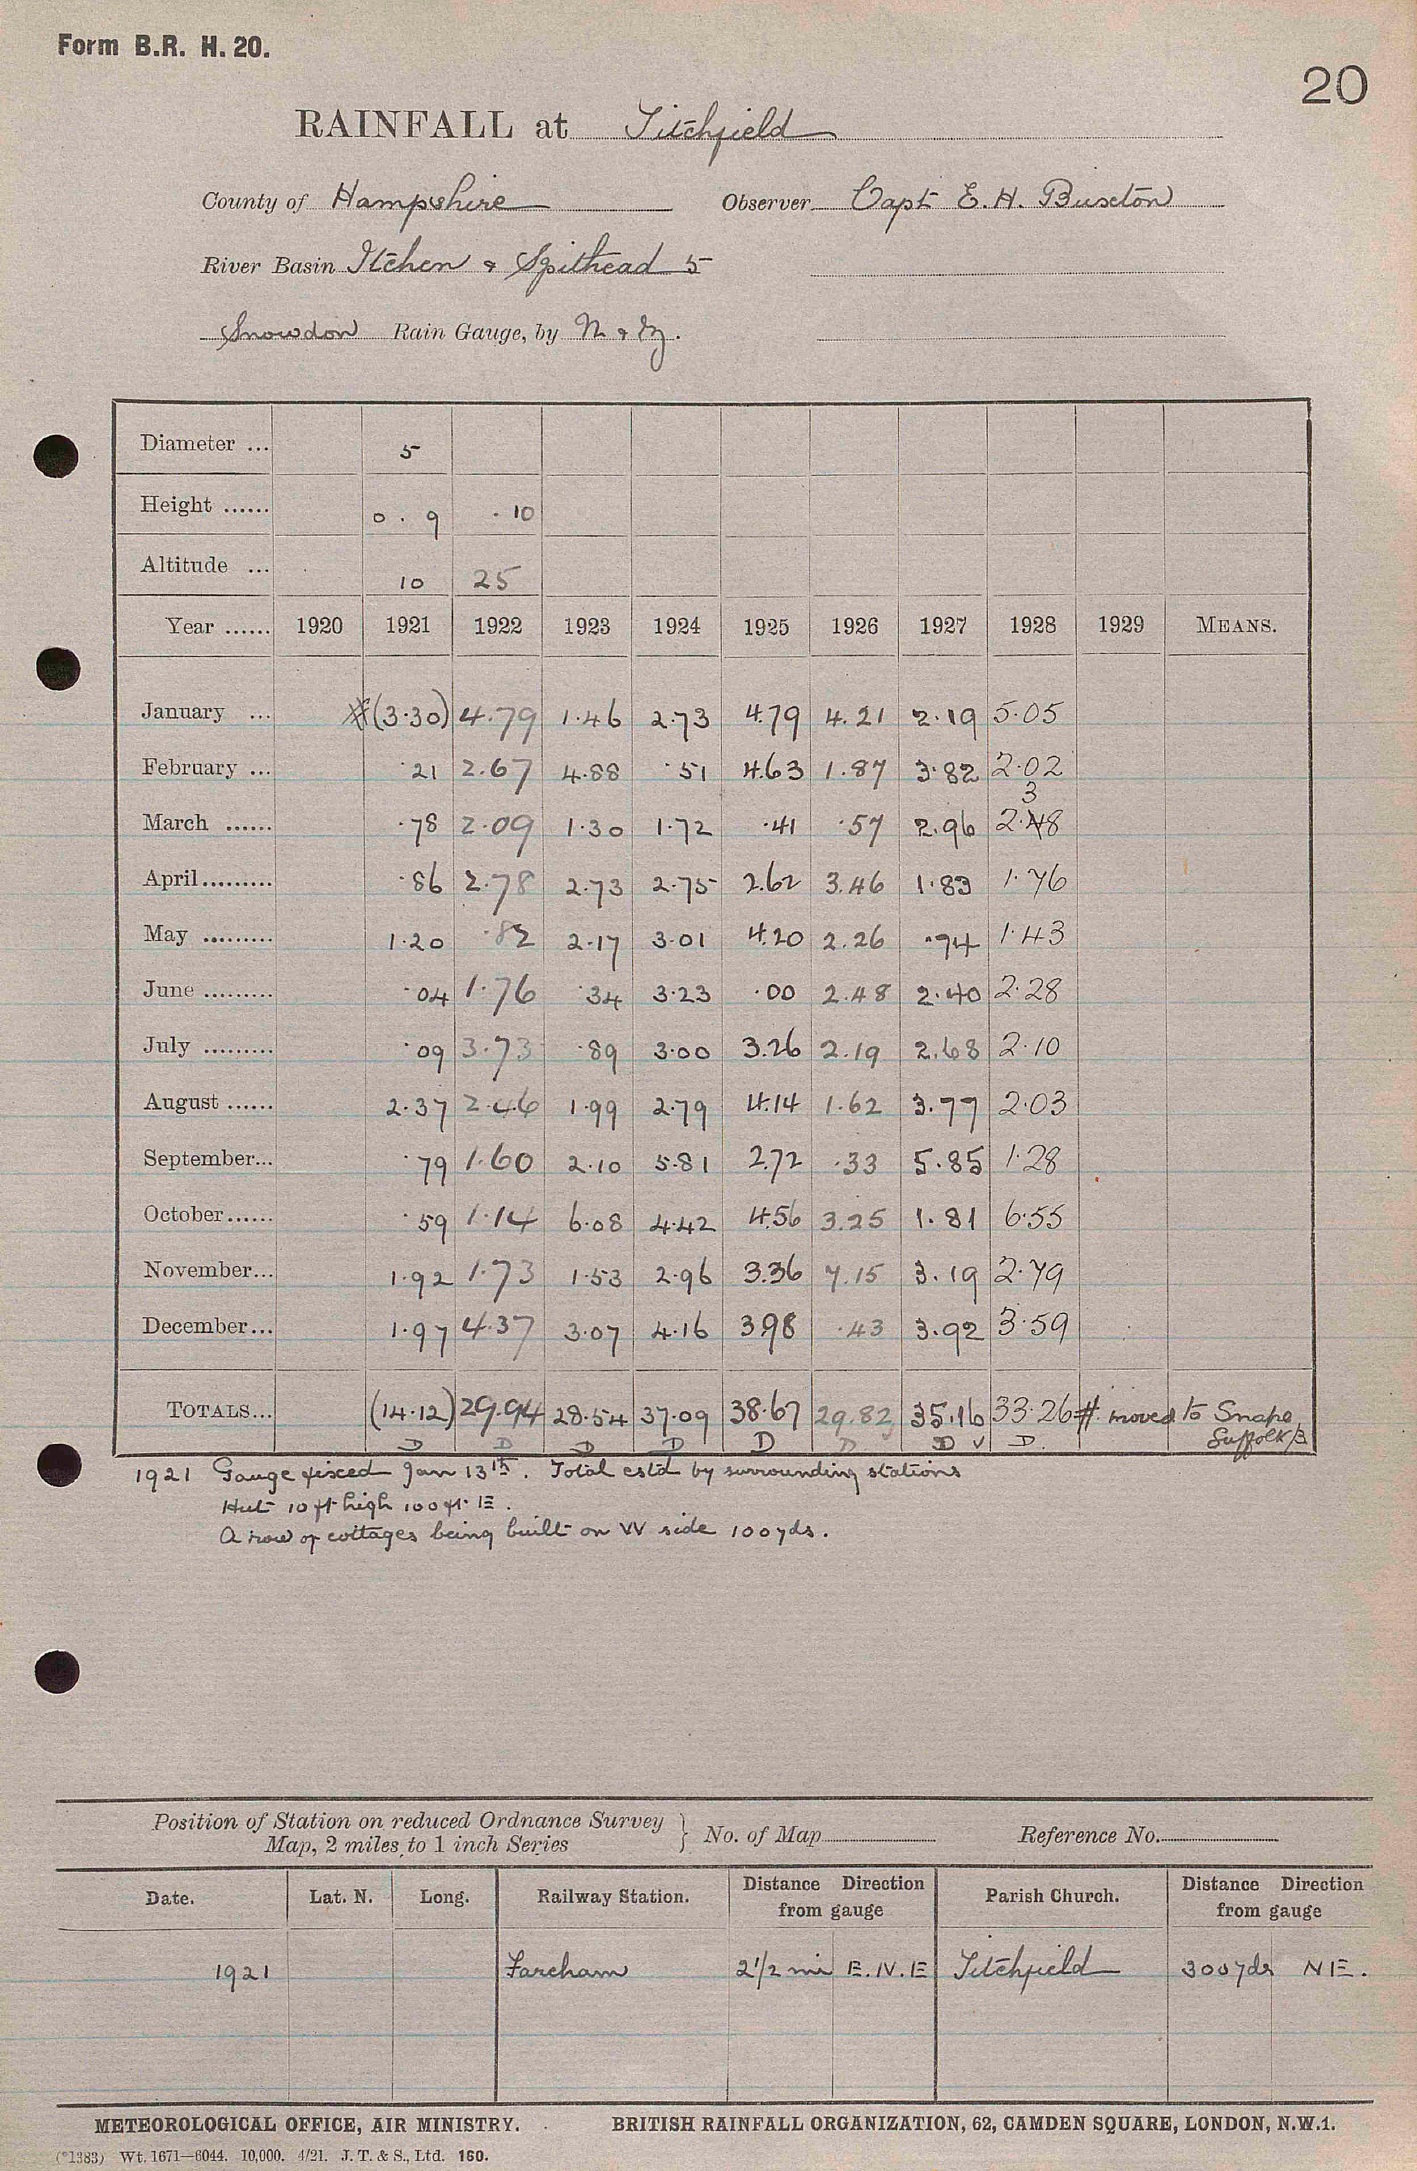 Form B.R. H. 20.
20
RAINFALL at Titchfield
County of Hampshire Observer Capt E. H. Buxton
River Basin Itchen & Spithead 5
Snowdon Rain Gauge, by N & Z.
Diameter ... 5
Height ...... 0 . 9 . 10
Altitude ... 10 25
Year ...... 1920 1921 1922 1923 1924 1925 1926 1927 1928 1929 MEANS.
January ... #(3.30) 4.79 1.46 2.73 4.79 4.21 2.19 5.05
February ... .21 2.67 4.88 .51 4.63 1.87 3.82 2.02
3
March ...... .78 2.09 1.30 1.72 .41 .57 2.96 2.48
April......... .86 2.78 2.73 2.75 2.62 3.46 1.83 1.76
May ......... 1.20 .82 2.17 3.01 4.20 2.26 .94 1.43
June ......... .04 1.76 .34 3.23 .00 2.48 2.40 2.28
July ......... .09 3.73 .89 3.00 3.26 2.19 2.68 2.10
August ...... 2.37 2.46 1.99 2.79 4.14 1.62 3.77 2.03
September... .79 1.60 2.10 5.81 2.72 .33 5.85 1.28
October...... .59 1.14 6.08 4.42 4.56 3.25 1.81 6.55
November... 1.92 1.73 1.53 2.96 3.36 7.15 3.19 2.79
December... 1.97 4.37 3.07 4.16 3.98 .43 3.92 3.59
TOTALS... (14.12) 29.94 28.54 37.09 38.67 29.82 35.16 33.26 # moved to Snape
D D D D D D D D Suffolk/3
1921 Gauge fixed Jan 13th. Total estd by surrounding stations
Hut 10 ft high 100 ft E.
A row of cottages being built on W side 100 yds.
Position of Station on reduced Ordnance Survey
Map, 2 miles to 1 inch Series } No. of Map Reference No.
Date. Lat. N. Long. Railway Station. Distance Direction from gauge Parish Church. Distance Direction from gauge
1921 Fareham 2 1/2 mi E.N.E Titchfield 300 yds NE.
METEOROLOGICAL OFFICE, AIR MINISTRY. BRITISH RAINFALL ORGANIZATION, 62, CAMDEN SQUARE, LONDON, N.W.1.
(*1383) Wt. 1671—6044. 10,000. 4/21. J. T. & S., Ltd. 160.